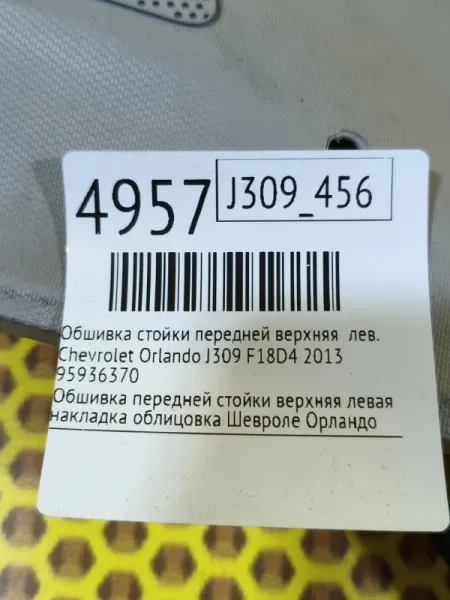 4957 J309_456
Обшивка стойки передней верхняя лев.
Chevrolet Orlando J309 F18D4 2013
95936370
Обшивка передней стойки верхняя левая
накладка облицовка Шевроле Орландо